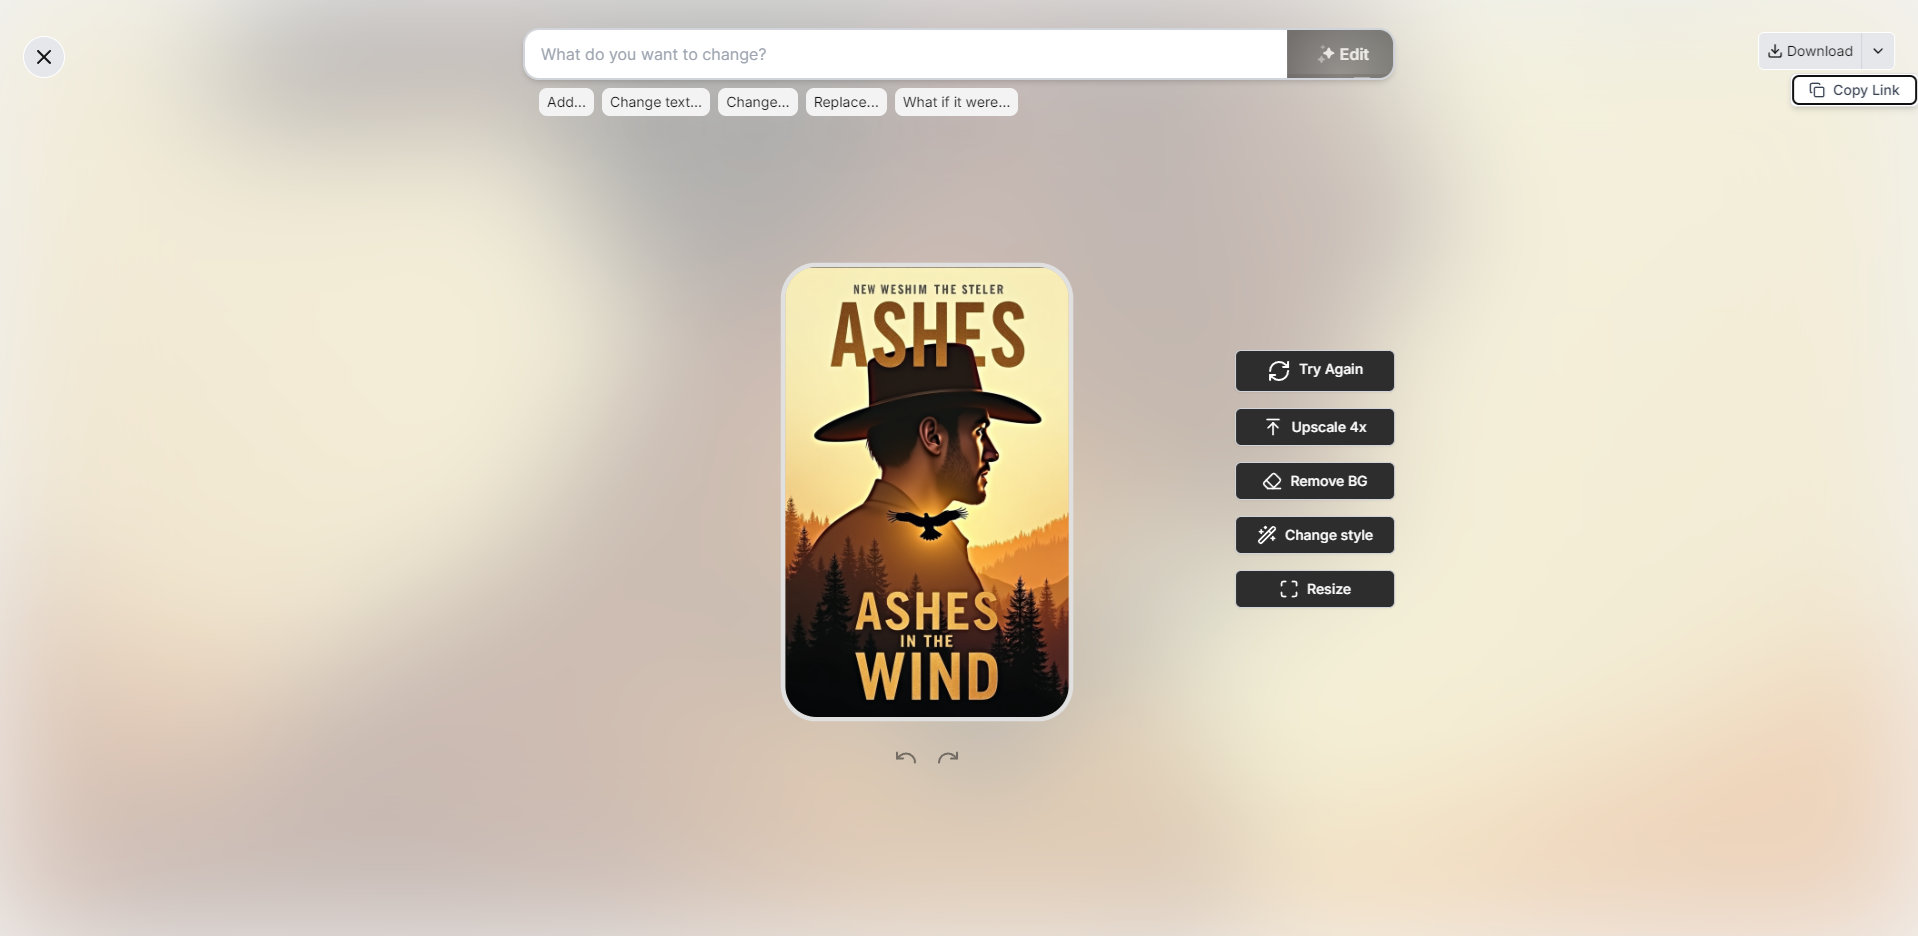 What do you want to change?
Edit
Download
Copy Link
Add...
Change text...
Change...
Replace...
What if it were...
NEW WESHIM THE STELER
ASHES
ASHES
IN THE
WIND
Try Again
Upscale 4x
Remove BG
Change style
Resize